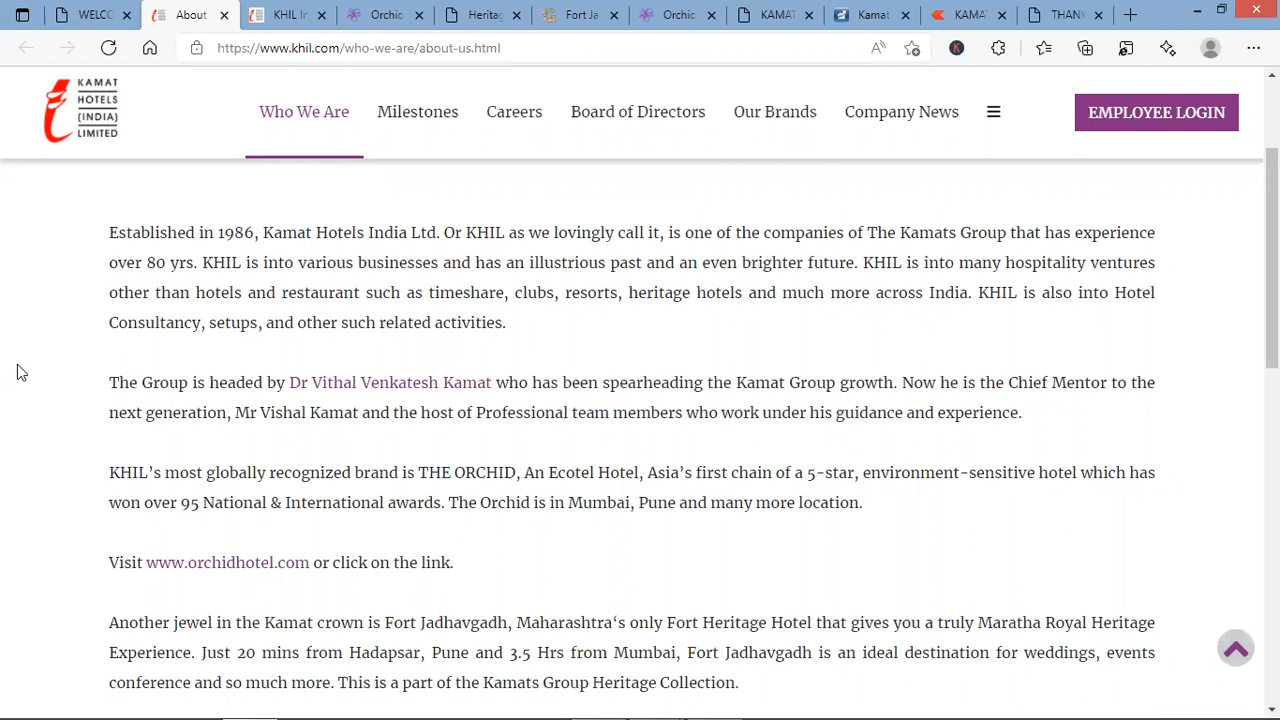 WELC
About
KHIL In
Orchic
Heritag
Fort Ja
Orchic
KAMAT
Kamat
KAMA
THANK
https://www.khil.com/who-we-are/about-us.html
KAMAT
HOTELS
(INDIA)
LIMITED
Who We Are
Milestones
Careers
Board of Directors
Our Brands
Company News
EMPLOYEE LOGIN
Established in 1986, Kamat Hotels India Ltd. Or KHIL as we lovingly call it, is one of the companies of The Kamats Group that has experience
over 80 yrs. KHIL is into various businesses and has an illustrious past and an even brighter future. KHIL is into many hospitality ventures
other than hotels and restaurant such as timeshare, clubs, resorts, heritage hotels and much more across India. KHIL is also into Hotel
Consultancy, setups, and other such related activities.
The Group is headed by Dr Vithal Venkatesh Kamat who has been spearheading the Kamat Group growth. Now he is the Chief Mentor to the
next generation, Mr Vishal Kamat and the host of Professional team members who work under his guidance and experience.
KHIL’s most globally recognized brand is THE ORCHID, An Ecotel Hotel, Asia’s first chain of a 5-star, environment-sensitive hotel which has
won over 95 National & International awards. The Orchid is in Mumbai, Pune and many more location.
Visit www.orchidhotel.com or click on the link.
Another jewel in the Kamat crown is Fort Jadhavgadh, Maharashtra‘s only Fort Heritage Hotel that gives you a truly Maratha Royal Heritage
Experience. Just 20 mins from Hadapsar, Pune and 3.5 Hrs from Mumbai, Fort Jadhavgadh is an ideal destination for weddings, events
conference and so much more. This is a part of the Kamats Group Heritage Collection.